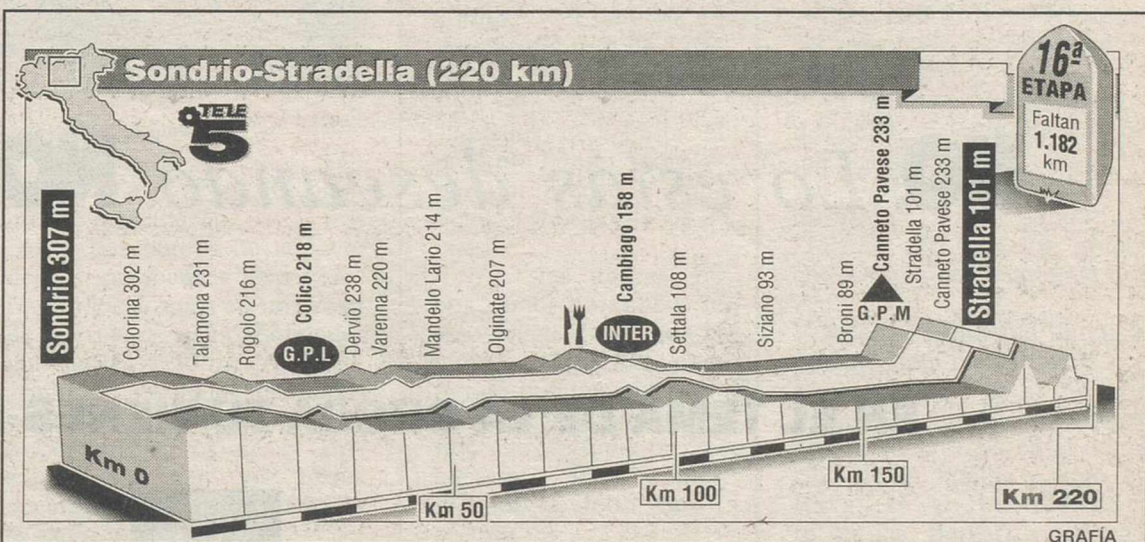 Sondrio-Stradella (220 km)
16ª
ETAPA
Faltan
1.182
km
TELE
5
Sondrio 307 m
Colorina 302 m
Talamona 231 m
Rogolo 216 m
Colico 218 m
G.P.L
Dervio 238 m
Varenna 220 m
Mandello Lario 214 m
Olginate 207 m
Cambiago 158 m
INTER
Settala 108 m
Siziano 93 m
Broni 89 m
Canneto Pavese 233 m
G.P.M
Stradella 101 m
Canneto Pavese 233 m
Stradella 101 m
Km 0
Km 50
Km 100
Km 150
Km 220
GRAFÍA